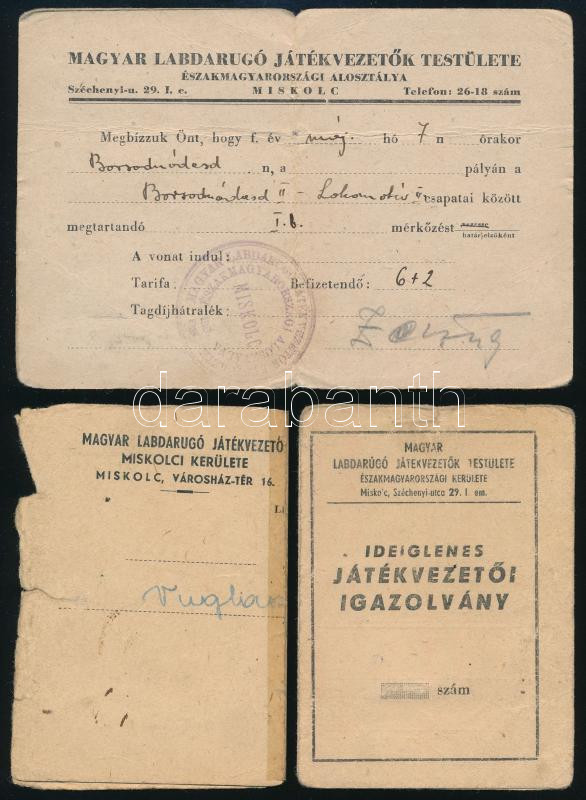 MAGYAR LABDARUGÓ JÁTÉKVEZETŐK TESTÜLETE
ÉSZAKMAGYARORSZÁGI ALOSZTÁLYA
Széchenyi-u. 29. I. e. MISKOLC Telefon: 26-18 szám
Megbízzuk Önt, hogy f. év máj. hó 7 n órakor
Borsodnádasd n, a pályán a
Borsodnádasd II - Lokomotív II csapatai között
megtartandó I. b. mérkőzést
határjelzőként
A vonat indul:
Tarifa: Befizetendő: 6+2
Tagdíjhátralék:
MISKOLC
darabanth
MAGYAR LABDARUGÓ JÁTÉKVEZETŐ
MISKOLCI KERÜLETE
MISKOLC, VÁROSHÁZ-TÉR 16.
MAGYAR
LABDARÚGÓ JÁTÉKVEZETŐK TESTÜLETE
ÉSZAKMAGYARORSZÁGI KERÜLETE
Miskolc, Széchenyi-utca 29. I. em.
IDEIGLENES
JÁTÉKVEZETŐI
IGAZOLVÁNY
szám